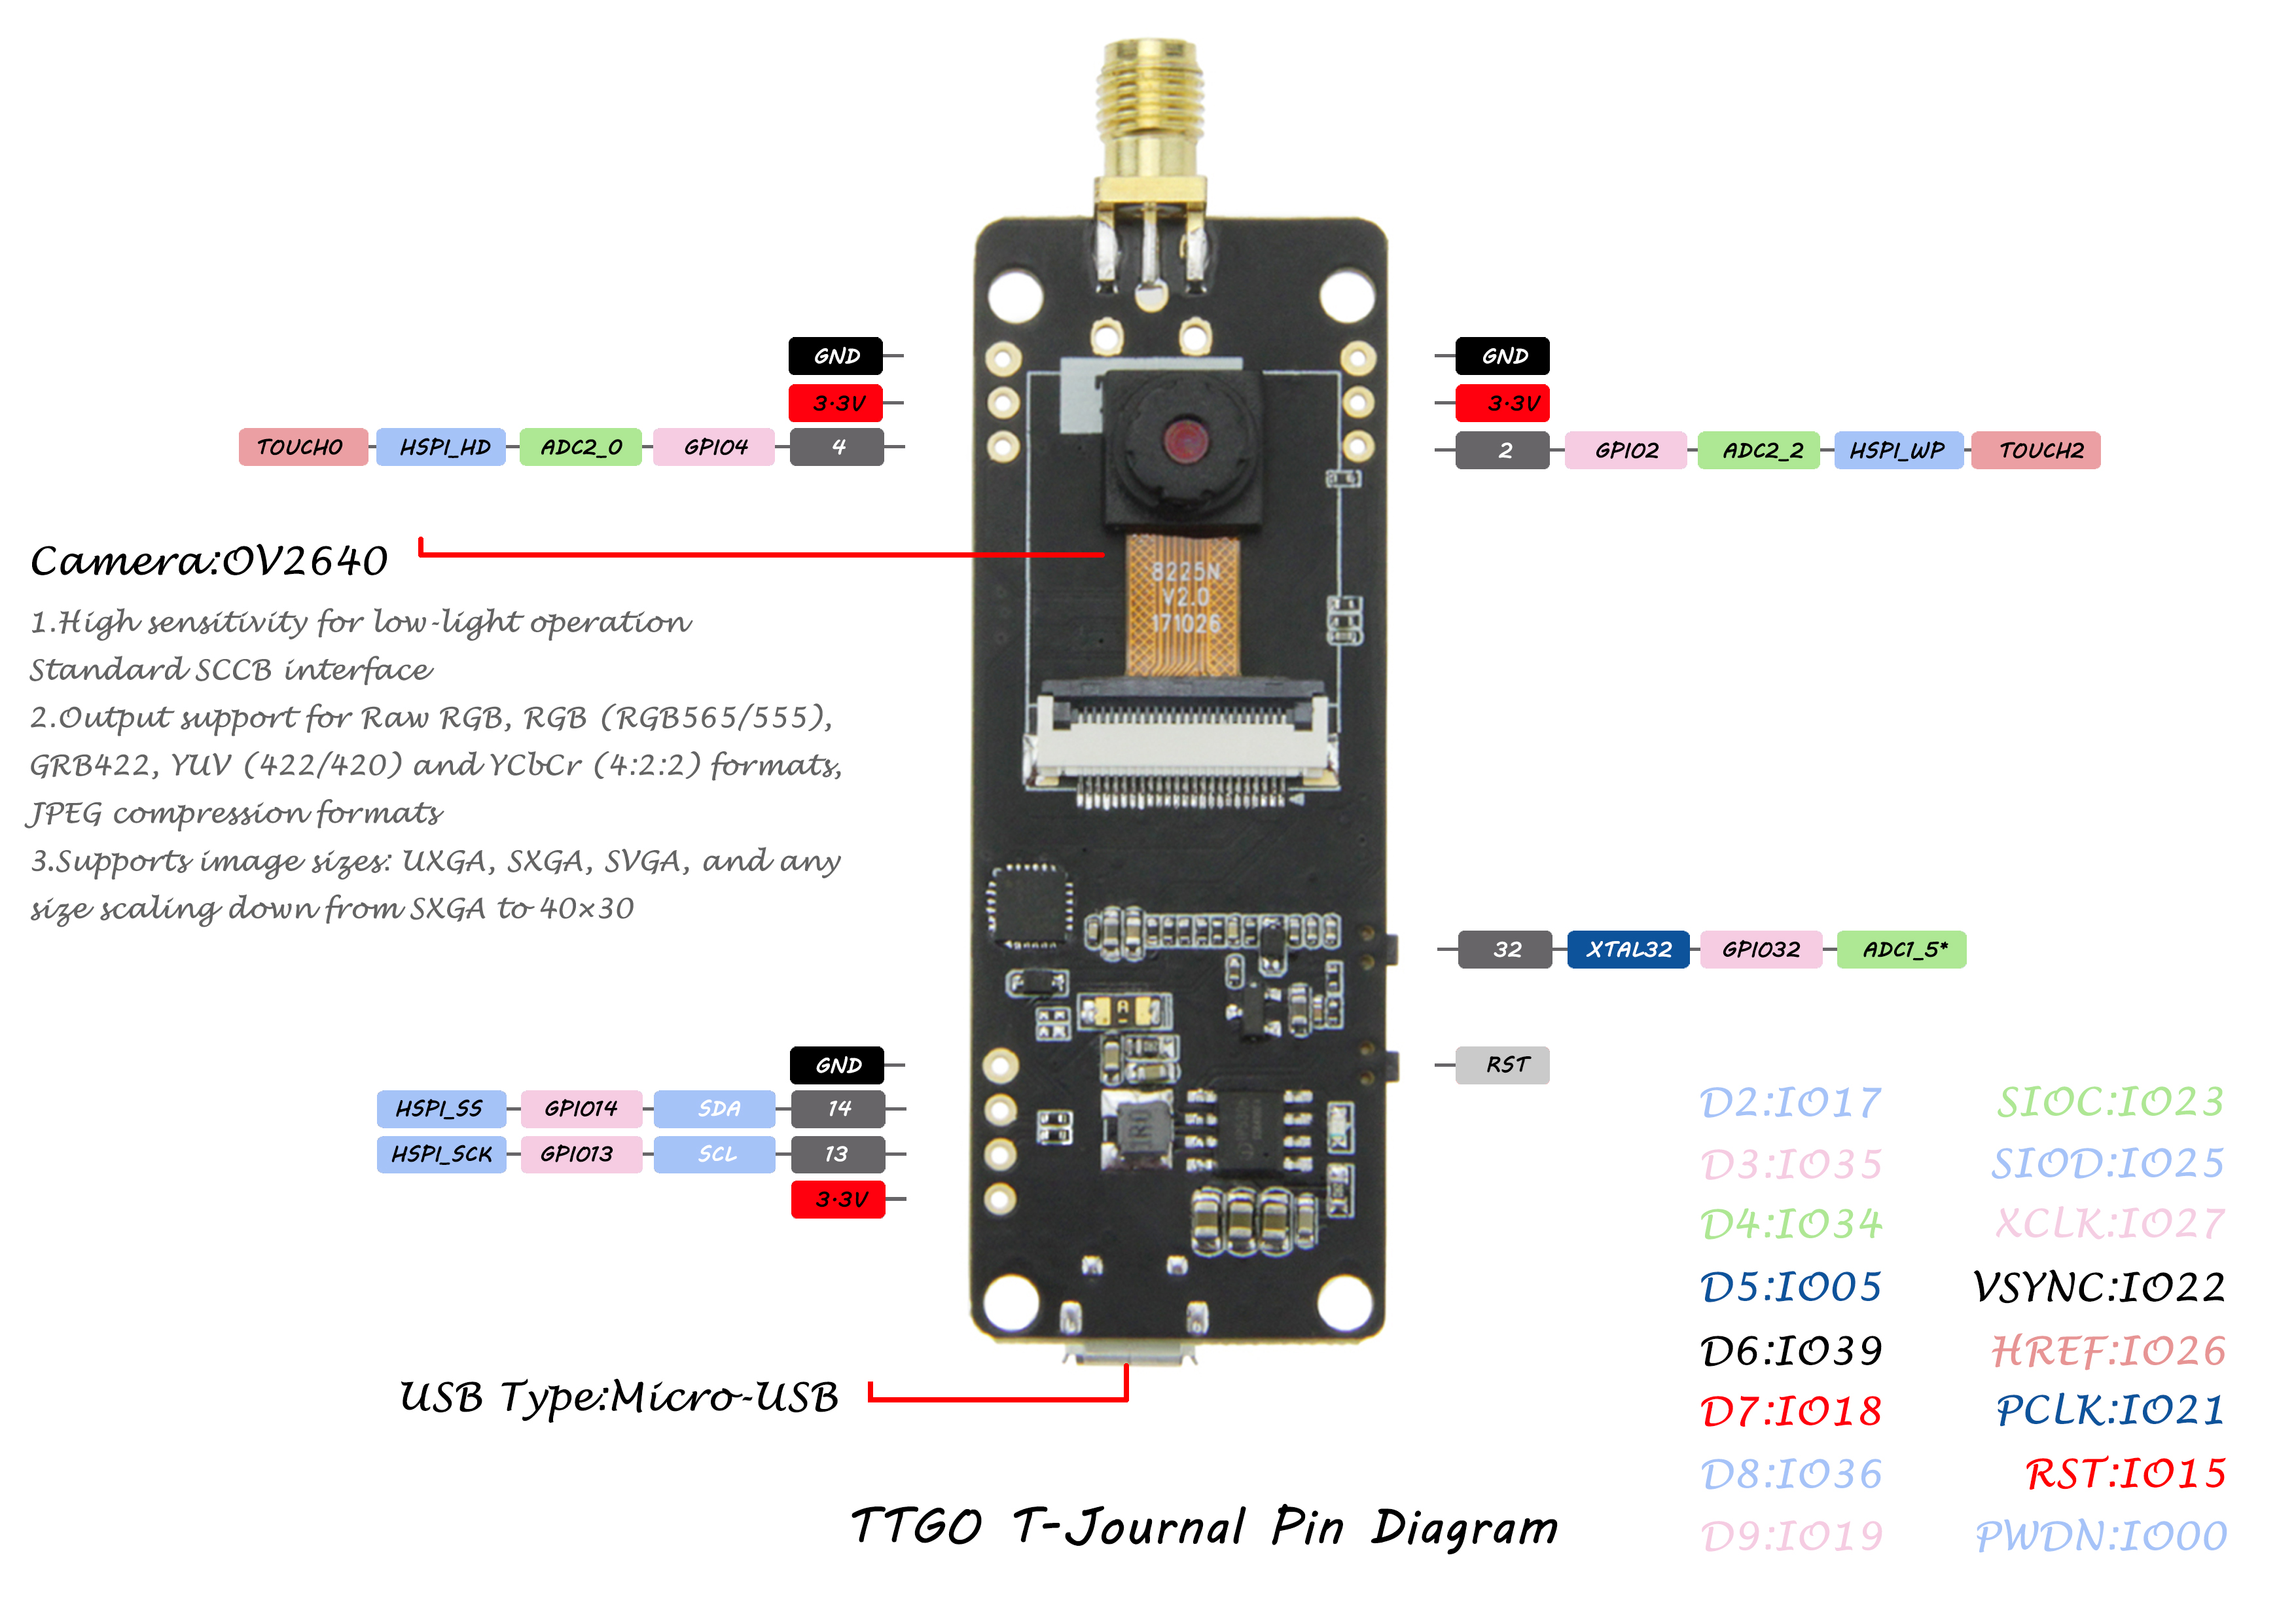 GND
3.3V
TOUCH0 HSPI_HD ADC2_0 GPIO4 4
GND
3.3V
2 GPIO2 ADC2_2 HSPI_WP TOUCH2
Camera:OV2640
1.High sensitivity for low-light operation
Standard SCCB interface
2.Output support for Raw RGB, RGB (RGB565/555),
GRB422, YUV (422/420) and YCbCr (4:2:2) formats,
JPEG compression formats
3.Supports image sizes: UXGA, SXGA, SVGA, and any
size scaling down from SXGA to 40×30
8225N
V2.0
171026
32 XTAL32 GPIO32 ADC1_5*
GND
HSPI_SS GPIO14 SDA 14
HSPI_SCK GPIO13 SCL 13
3.3V
RST
1R0
D2:IO17
D3:IO35
D4:IO34
D5:IO05
D6:IO39
D7:IO18
D8:IO36
D9:IO19
SIOC:IO23
SIOD:IO25
XCLK:IO27
VSYNC:IO22
HREF:IO26
PCLK:IO21
RST:IO15
PWDN:IO00
USB Type:Micro-USB
TTGO T-Journal Pin Diagram